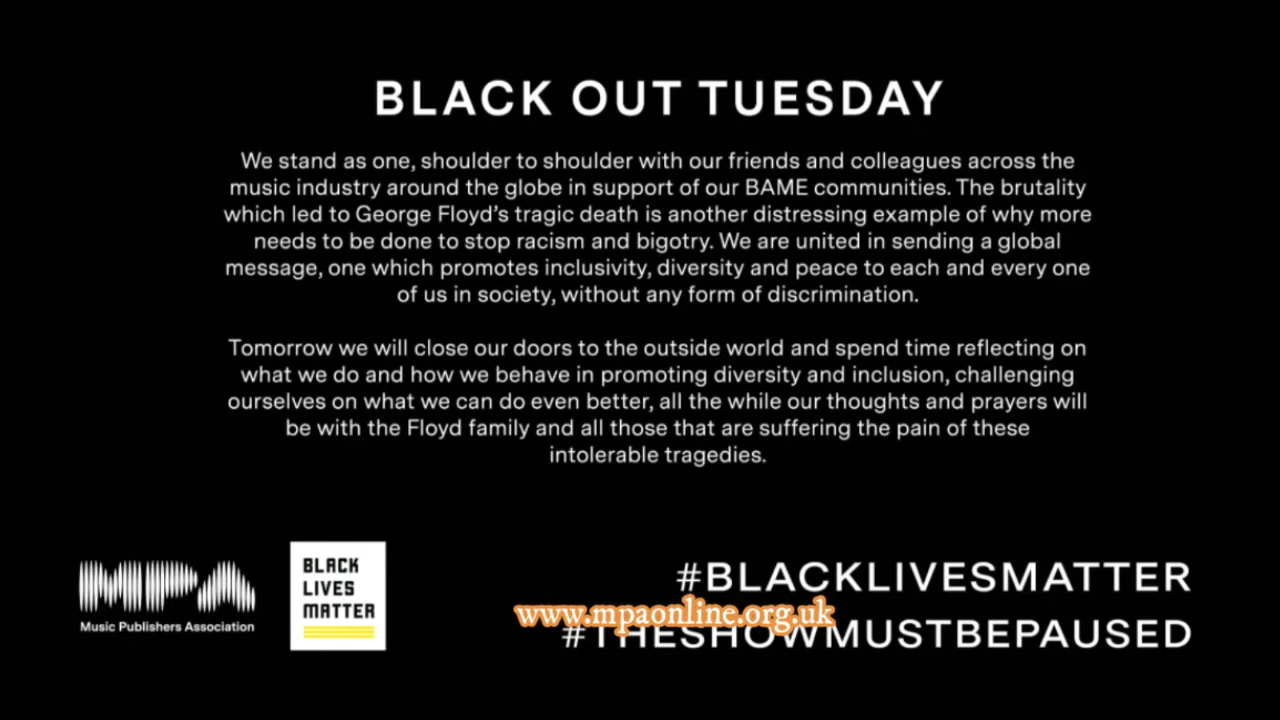 BLACK OUT TUESDAY
We stand as one, shoulder to shoulder with our friends and colleagues across the
music industry around the globe in support of our BAME communities. The brutality
which led to George Floyd's tragic death is another distressing example of why more
needs to be done to stop racism and bigotry. We are united in sending a global
message, one which promotes inclusivity, diversity and peace to each and every one
of us in society, without any form of discrimination.
Tomorrow we will close our doors to the outside world and spend time reflecting on
what we do and how we behave in promoting diversity and inclusion, challenging
ourselves on what we can do even better, all the while our thoughts and prayers will
be with the Floyd family and all those that are suffering the pain of these
intolerable tragedies.
MPA
Music Publishers Association
BLACK
LIVES
MATTER
#BLACKLIVESMATTER
www.mpaonline.org.uk
#THESHOWMUSTBEPAUSED